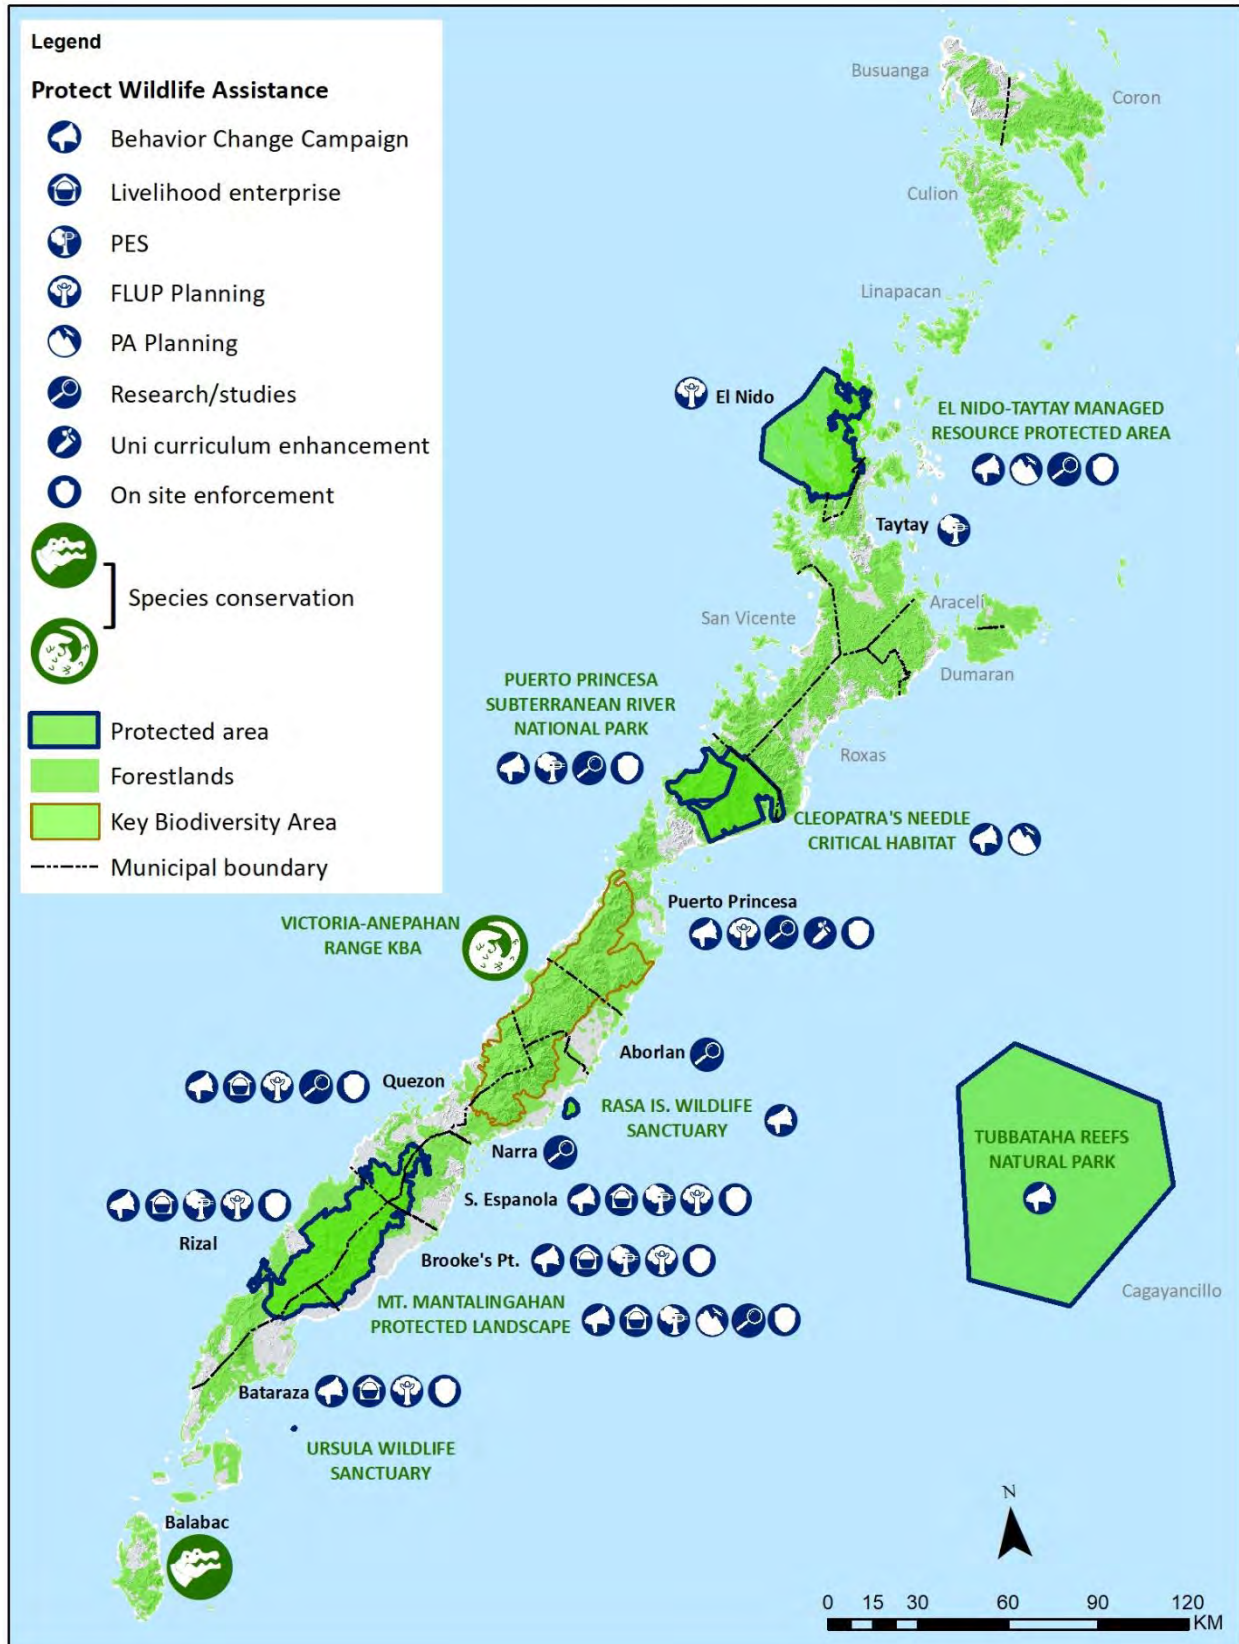 Legend
Protect Wildlife Assistance
Behavior Change Campaign
Livelihood enterprise
PES
FLUP Planning
PA Planning
Research/studies
Uni curriculum enhancement
On site enforcement
Species conservation
Protected area
Forestlands
Key Biodiversity Area
Municipal boundary
Busuanga
Coron
Culion
Linapacan
El Nido
EL NIDO-TAYTAY MANAGED
RESOURCE PROTECTED AREA
Taytay
Araceli
San Vicente
Dumaran
PUERTO PRINCESA
SUBTERRANEAN RIVER
NATIONAL PARK
Roxas
CLEOPATRA'S NEEDLE
CRITICAL HABITAT
Puerto Princesa
VICTORIA-ANEPAHAN
RANGE KBA
Aborlan
Quezon
RASA IS. WILDLIFE
SANCTUARY
TUBBATAHA REEFS
NATURAL PARK
Narra
S. Espanola
Rizal
Brooke's Pt.
Cagayancillo
MT. MANTALINGAHAN
PROTECTED LANDSCAPE
Bataraza
URSULA WILDLIFE
SANCTUARY
Balabac
N
0 15 30 60 90 120
KM